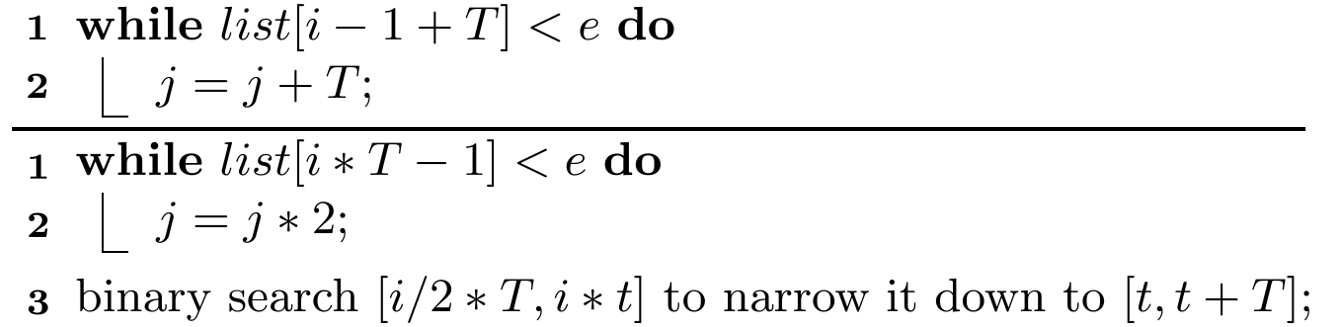 1 while list[i − 1 + T] < e do
2 j = j + T;
1 while list[i ∗ T − 1] < e do
2 j = j ∗ 2;
3 binary search [i/2 ∗ T, i ∗ t] to narrow it down to [t, t + T];